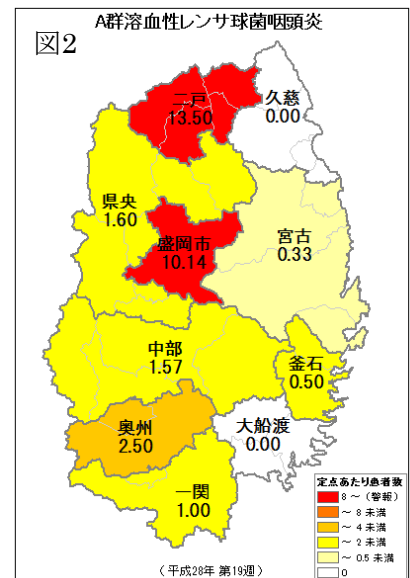 A群溶血性レンサ球菌咽頭炎
図2
二戸
13.50
久慈
0.00
県央
1.60
盛岡市
10.14
宮古
0.33
中部
1.57
釜石
0.50
奥州
2.50
大船渡
0.00
一関
1.00
定点あたり患者数
8～（警報）
～8 未満
～4 未満
～2 未満
～0.5 未満
0
（平成28年 第19週）